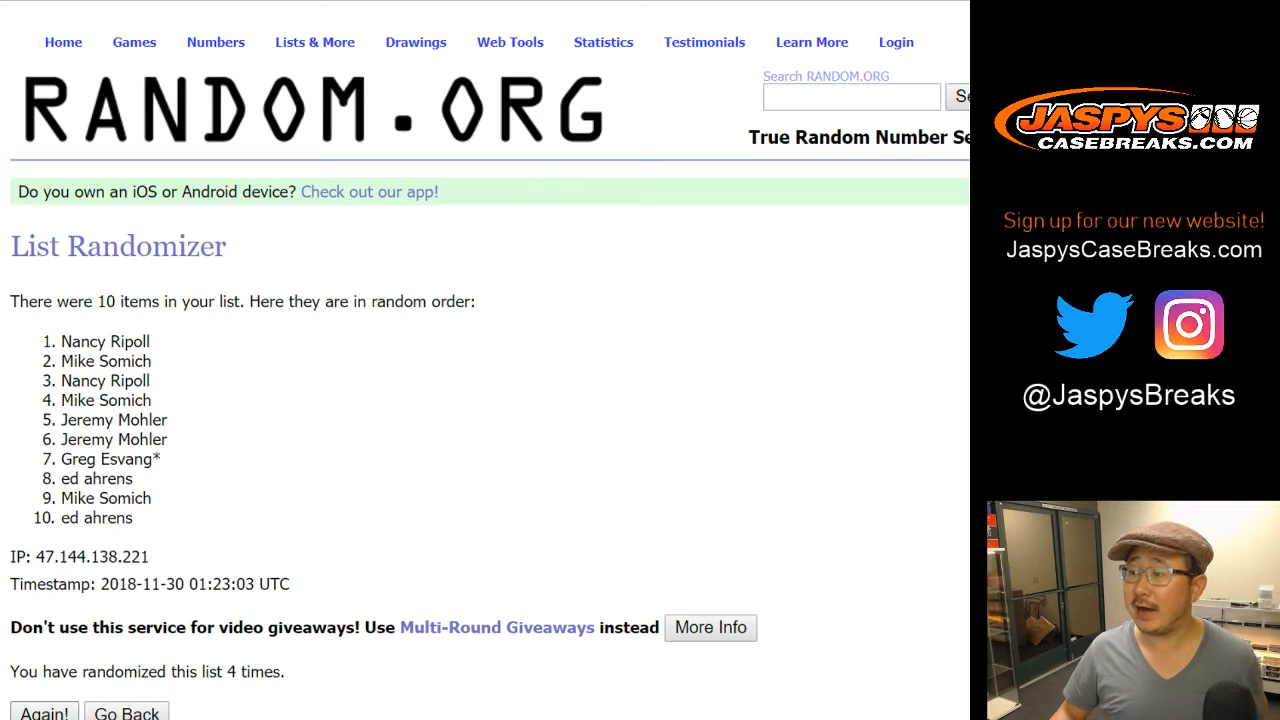 Home Games Numbers Lists & More Drawings Web Tools Statistics Testimonials Learn More Login
RANDOM.ORG
Search RANDOM.ORG
True Random Number Se
Do you own an iOS or Android device? Check out our app!
List Randomizer
There were 10 items in your list. Here they are in random order:
1. Nancy Ripoll
2. Mike Somich
3. Nancy Ripoll
4. Mike Somich
5. Jeremy Mohler
6. Jeremy Mohler
7. Greg Esvang*
8. ed ahrens
9. Mike Somich
10. ed ahrens
IP: 47.144.138.221
Timestamp: 2018-11-30 01:23:03 UTC
Don't use this service for video giveaways! Use Multi-Round Giveaways instead More Info
You have randomized this list 4 times.
Again! Go Back
JASPYS
CASEBREAKS.COM
Sign up for our new website!
JaspysCaseBreaks.com
@JaspysBreaks